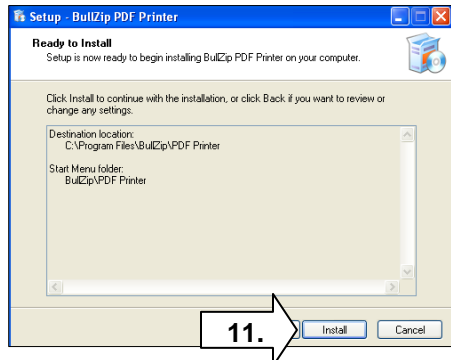 Setup - BullZip PDF Printer
Ready to Install
Setup is now ready to begin installing BullZip PDF Printer on your computer.
Click Install to continue with the installation, or click Back if you want to review or
change any settings.
Destination location:
C:\Program Files\BullZip\PDF Printer
Start Menu folder:
BullZip\PDF Printer
11.
Install
Cancel